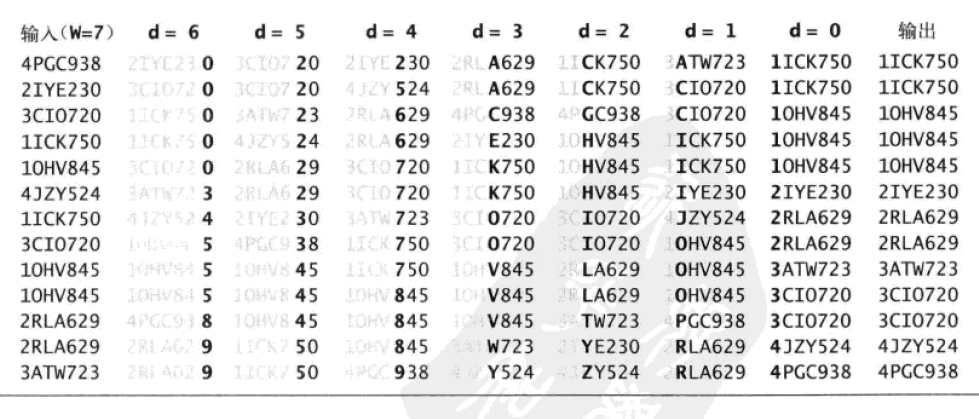 输入(W=7) d = 6 d = 5 d = 4 d = 3 d = 2 d = 1 d = 0 输出
4PGC938 2IYE230 3CIO720 2IYE230 2RLA629 1ICK750 3ATW723 1ICK750 1ICK750
2IYE230 3CIO720 3CIO720 4JZY524 2RLA629 1ICK750 3CIO720 1ICK750 1ICK750
3CIO720 1ICK750 3ATW723 2RLA629 4PGC938 4PGC938 3CIO720 1OHV845 1OHV845
1ICK750 1ICK750 4JZY524 2RLA629 2IYE230 1OHV845 1ICK750 1OHV845 1OHV845
1OHV845 3CIO720 2RLA629 3CIO720 1ICK750 1OHV845 1ICK750 1OHV845 1OHV845
4JZY524 3ATW723 2RLA629 3CIO720 1ICK750 1OHV845 2IYE230 2IYE230 2IYE230
1ICK750 4JZY524 2IYE230 3ATW723 3CIO720 3CIO720 4JZY524 2RLA629 2RLA629
3CIO720 1OHV845 4PGC938 1ICK750 3CIO720 3CIO720 1OHV845 2RLA629 2RLA629
1OHV845 1OHV845 1OHV845 1ICK750 1OHV845 2RLA629 1OHV845 3ATW723 3ATW723
1OHV845 1OHV845 1OHV845 1OHV845 1OHV845 2RLA629 1OHV845 3CIO720 3CIO720
2RLA629 4PGC938 1OHV845 1OHV845 1OHV845 3ATW723 4PGC938 3CIO720 3CIO720
2RLA629 2RLA629 1ICK750 1OHV845 3ATW723 2IYE230 2RLA629 4JZY524 4JZY524
3ATW723 2RLA629 1ICK750 4PGC938 4JZY524 4JZY524 2RLA629 4PGC938 4PGC938